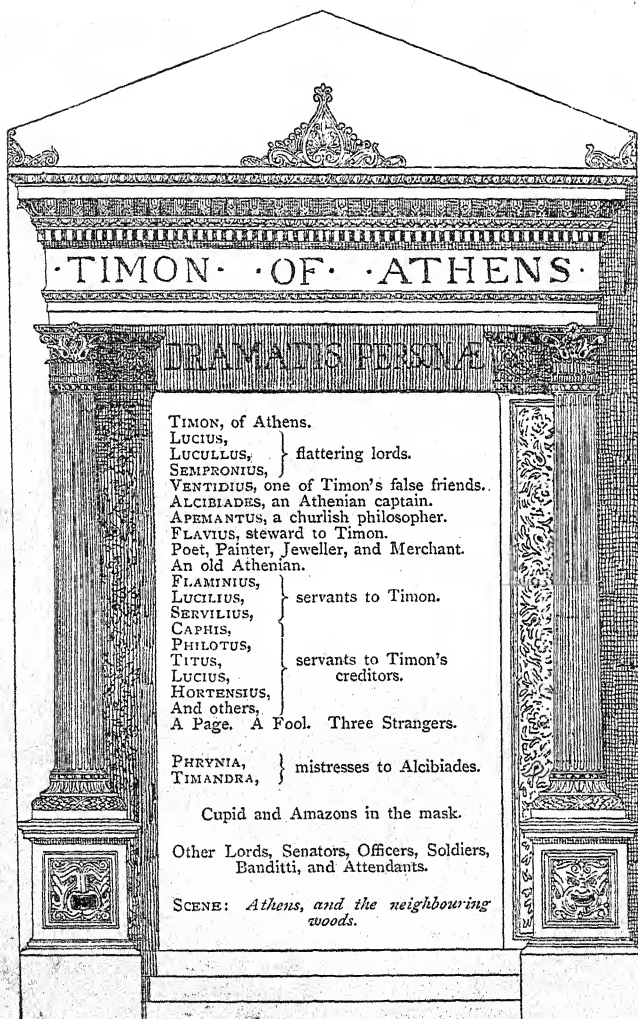 ·TIMON· ·OF· ·ATHENS·
DRAMATIS PERSONÆ
TIMON, of Athens.
LUCIUS,
LUCULLUS, } flattering lords.
SEMPRONIUS,
VENTIDIUS, one of Timon's false friends.
ALCIBIADES, an Athenian captain.
APEMANTUS, a churlish philosopher.
FLAVIUS, steward to Timon.
Poet, Painter, Jeweller, and Merchant.
An old Athenian.
FLAMINIUS,
LUCILIUS, } servants to Timon.
SERVILIUS,
CAPHIS,
PHILOTUS,
TITUS, } servants to Timon's
LUCIUS, creditors.
HORTENSIUS,
And others,
A Page. A Fool. Three Strangers.
PHRYNIA, } mistresses to Alcibiades.
TIMANDRA,
Cupid and Amazons in the mask.
Other Lords, Senators, Officers, Soldiers,
Banditti, and Attendants.
SCENE: Athens, and the neighbouring
woods.